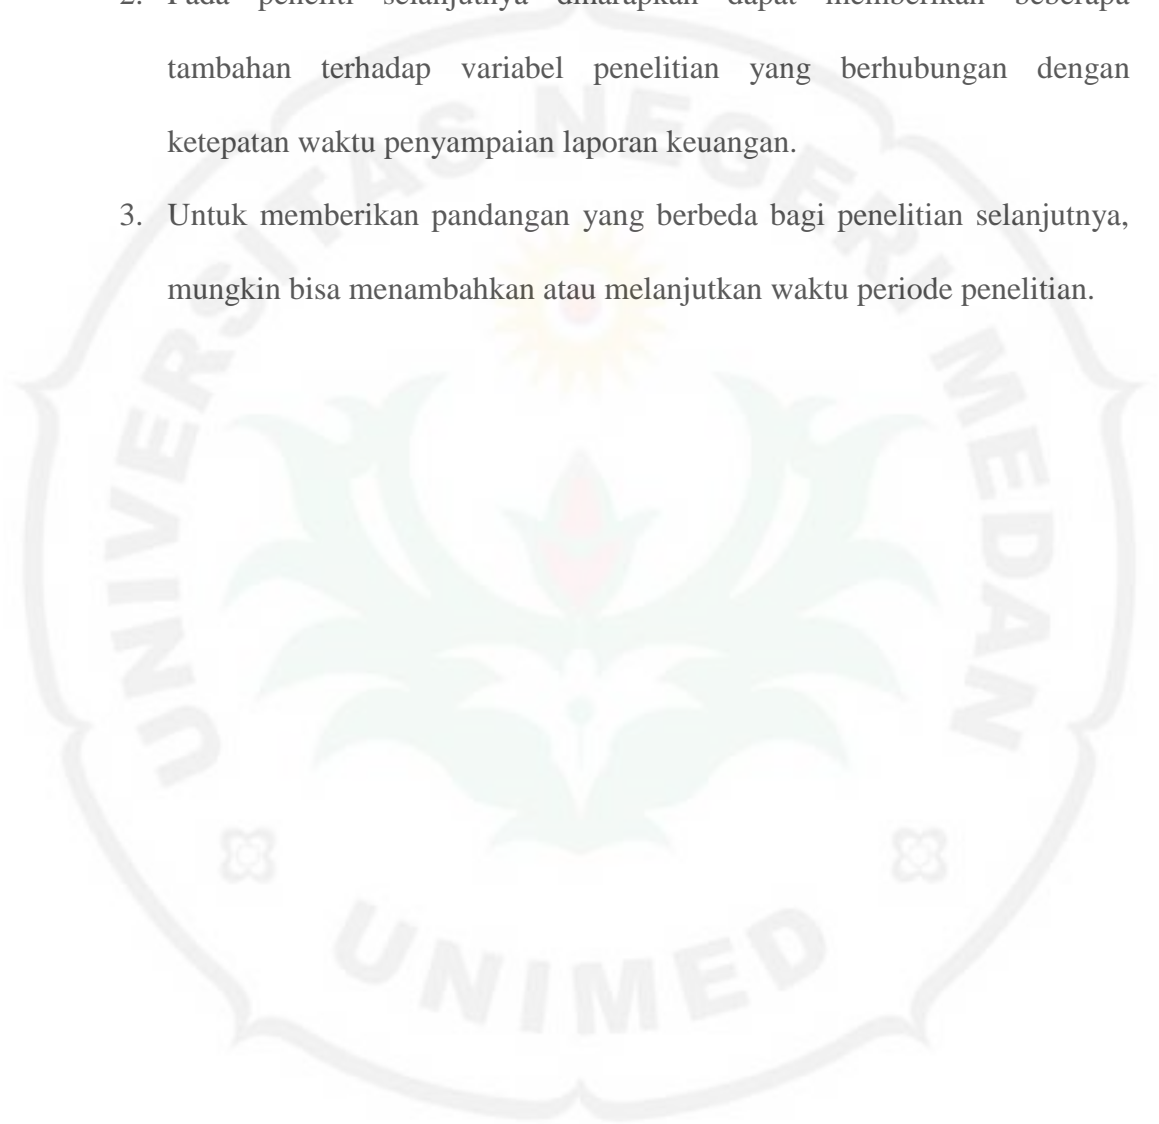 2. Pada peneliti selanjutnya diharapkan dapat memberikan beberapa
tambahan terhadap variabel penelitian yang berhubungan dengan
ketepatan waktu penyampaian laporan keuangan.
3. Untuk memberikan pandangan yang berbeda bagi penelitian selanjutnya,
mungkin bisa menambahkan atau melanjutkan waktu periode penelitian.
UNIVERSITAS NEGERI MEDAN
UNIMED